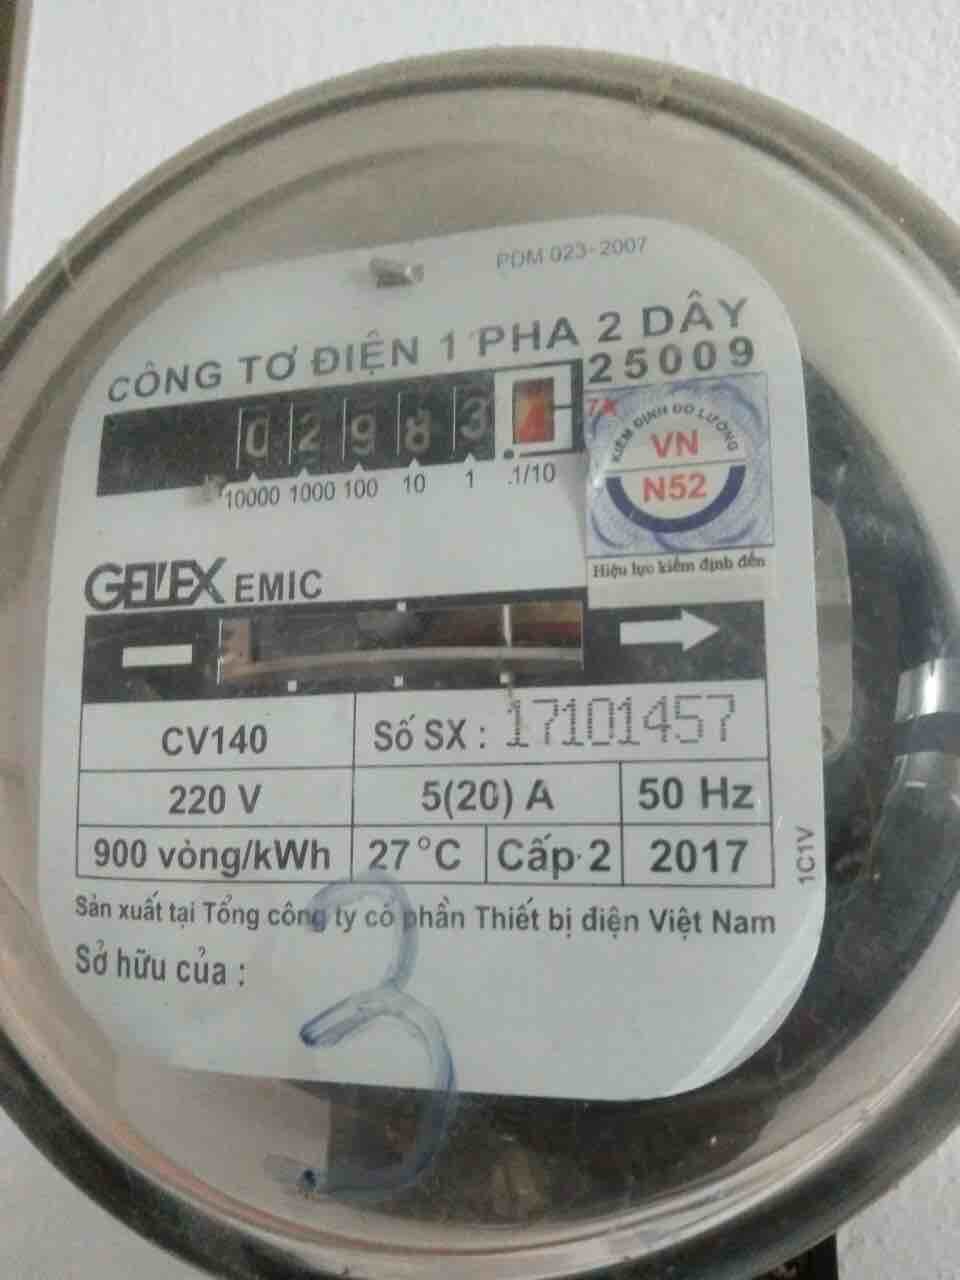 PDM 023-2007
CÔNG TƠ ĐIỆN 1 PHA 2 DÂY
25009
0 2 9 8 3
7X
KIỂM ĐỊNH ĐO LƯỜNG
VN
N52
10000 1000 100 10 1 .1/10
Hiệu lực kiểm định đến
GELEX EMIC
CV140 Số SX : 17101457
220 V 5(20) A 50 Hz
900 vòng/kWh 27°C Cấp 2 2017
1C1V
Sản xuất tại Tổng công ty cổ phần Thiết bị điện Việt Nam
Sở hữu của :
3